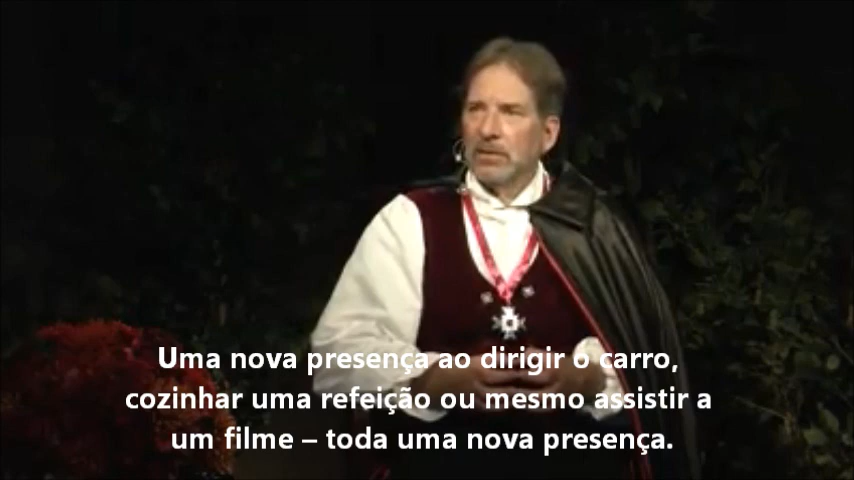 Uma nova presença ao dirigir o carro,
cozinhar uma refeição ou mesmo assistir a
um filme – toda uma nova presença.